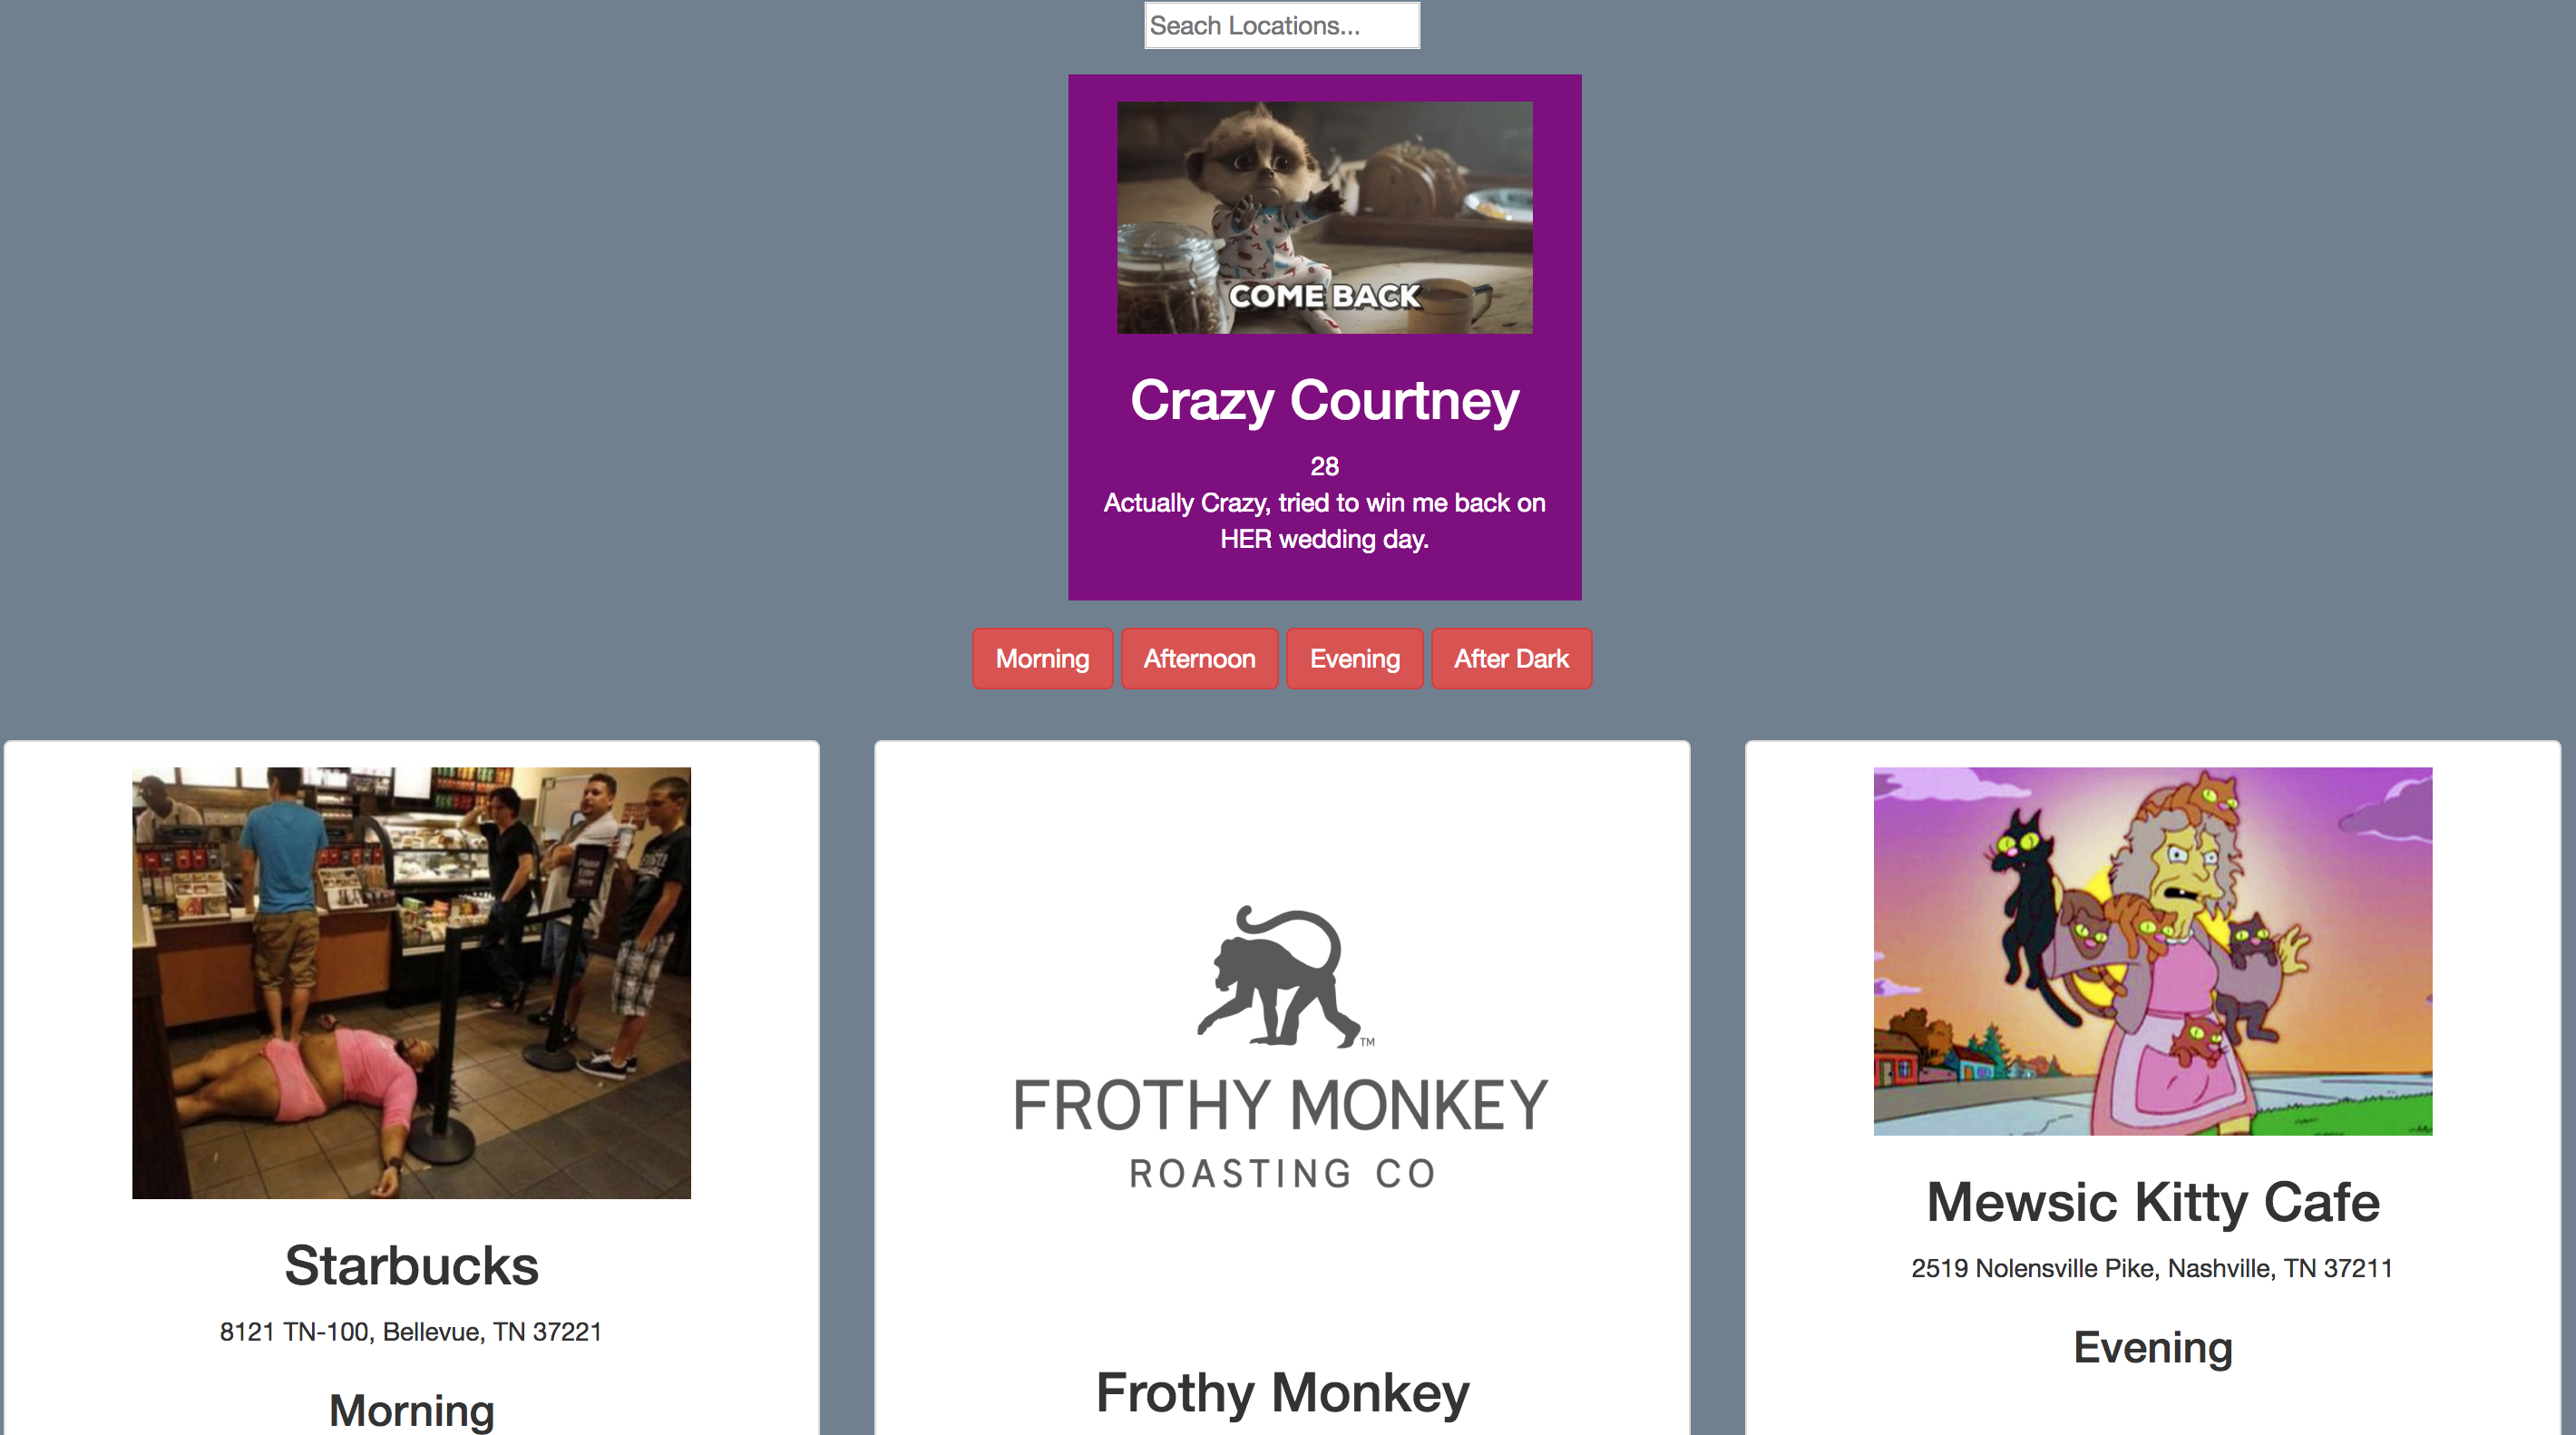 Seach Locations...
COME BACK
Crazy Courtney
28
Actually Crazy, tried to win me back on
HER wedding day.
Morning
Afternoon
Evening
After Dark
Starbucks
8121 TN-100, Bellevue, TN 37221
Morning
TM
FROTHY MONKEY
ROASTING CO
Frothy Monkey
Mewsic Kitty Cafe
2519 Nolensville Pike, Nashville, TN 37211
Evening